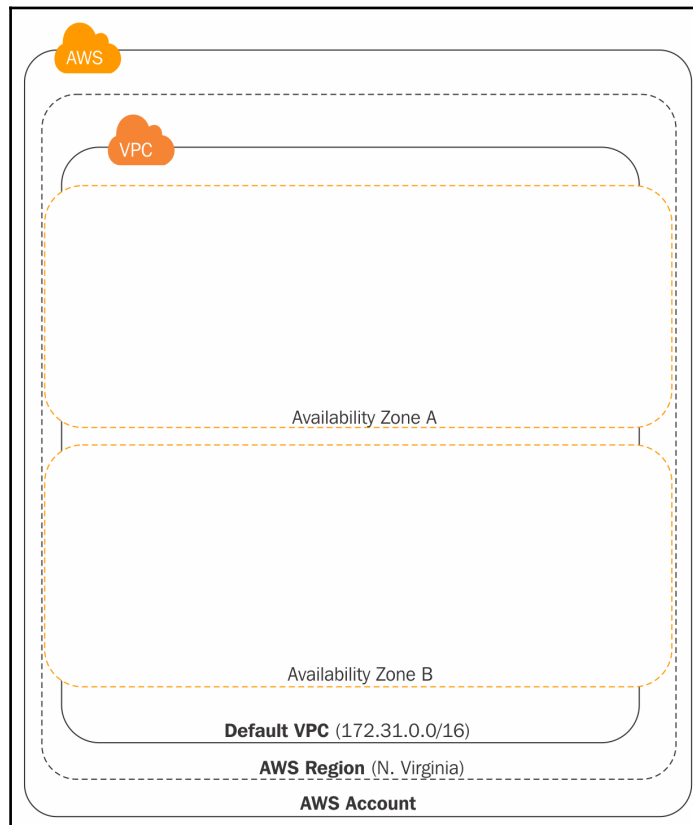 AWS
VPC
Availability Zone A
Availability Zone B
Default VPC (172.31.0.0/16)
AWS Region (N. Virginia)
AWS Account